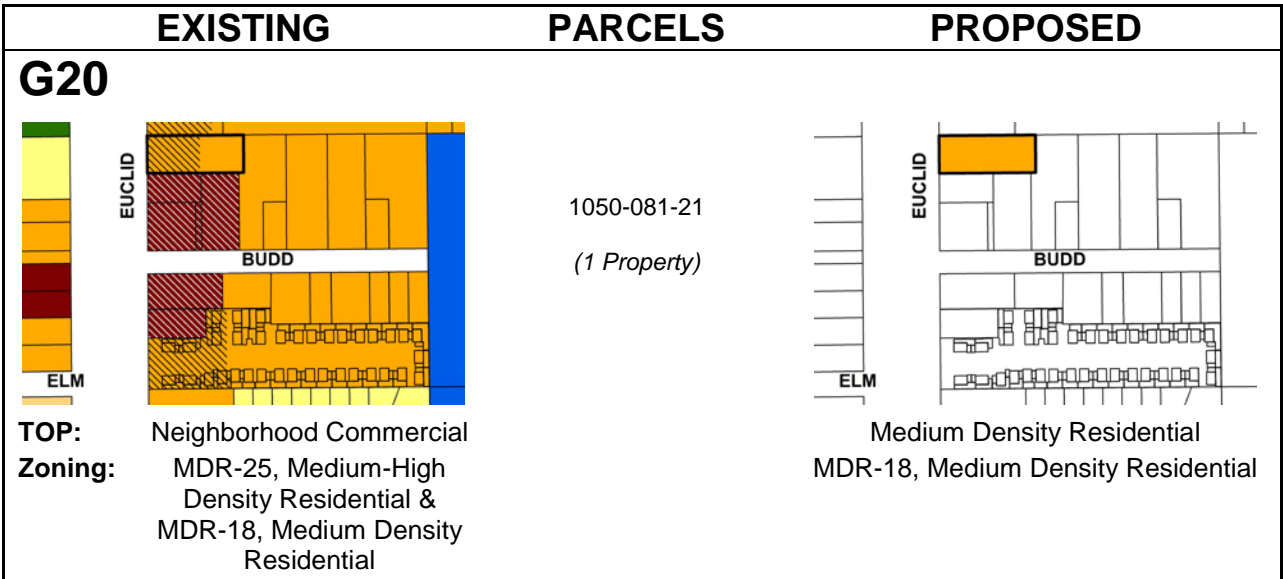 EXISTING PARCELS PROPOSED
G20
EUCLID
BUDD
ELM
1050-081-21
(1 Property)
EUCLID
BUDD
ELM
TOP: Neighborhood Commercial
Medium Density Residential
Zoning: MDR-25, Medium-High
Density Residential &
MDR-18, Medium Density
Residential
MDR-18, Medium Density Residential